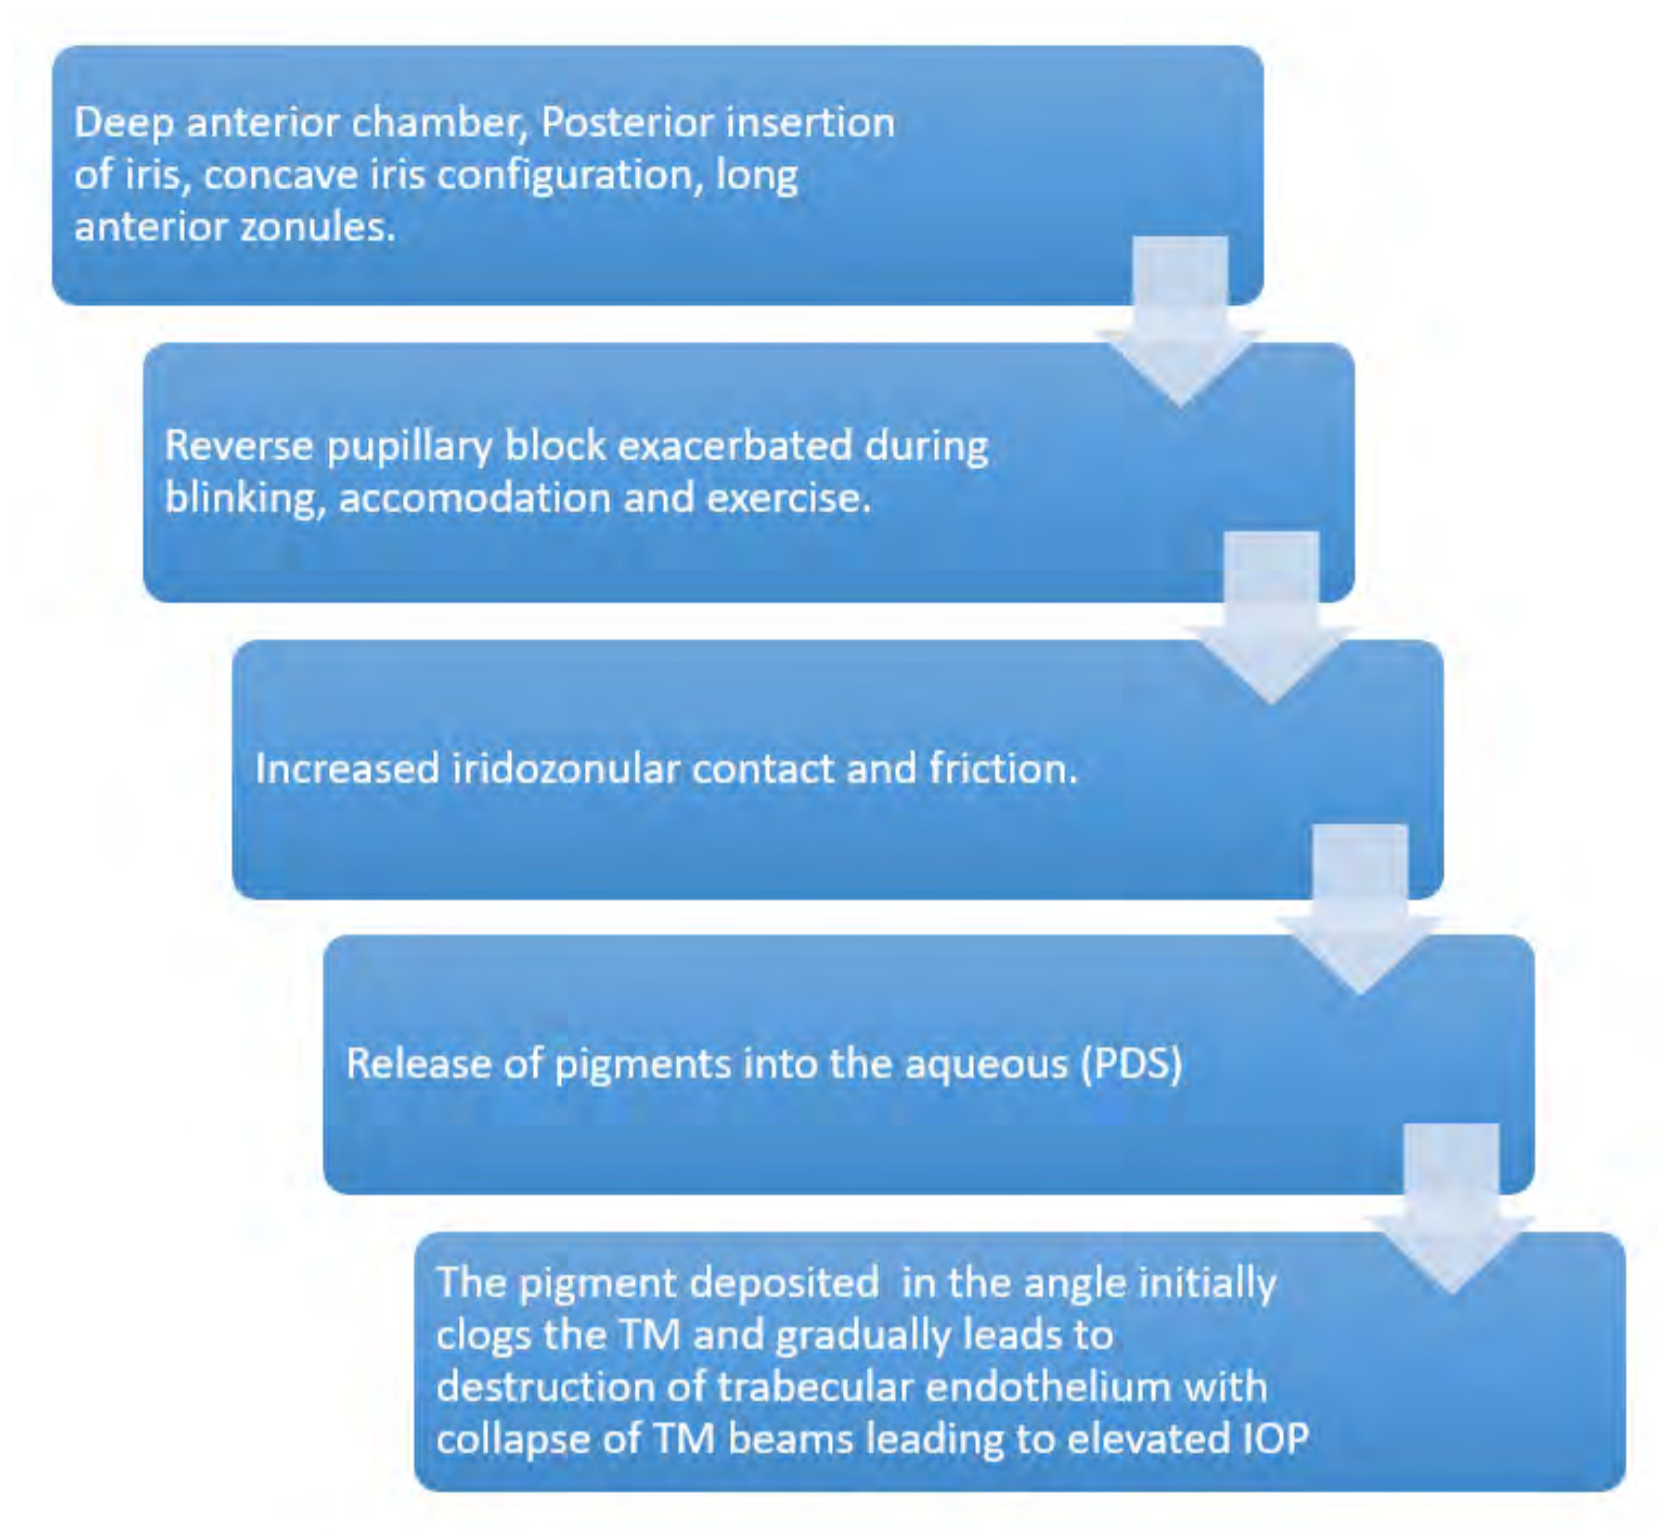 Deep anterior chamber, Posterior insertion
of iris, concave iris configuration, long
anterior zonules.
Reverse pupillary block exacerbated during
blinking, accomodation and exercise.
Increased iridozonular contact and friction.
Release of pigments into the aqueous (PDS)
The pigment deposited  in the angle initially
clogs the TM and gradually leads to
destruction of trabecular endothelium with
collapse of TM beams leading to elevated IOP